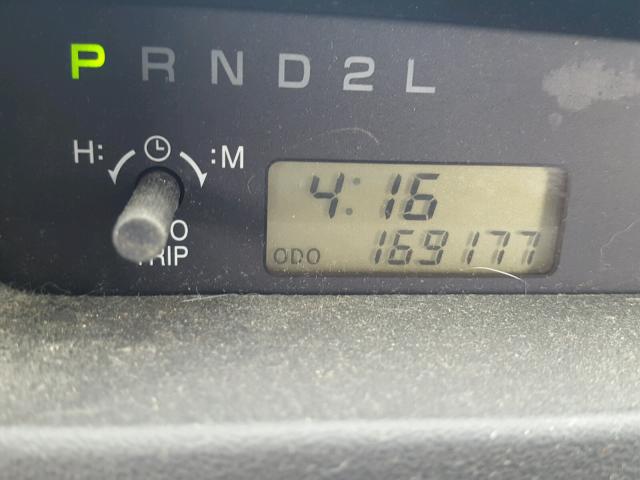 P R N D 2 L
H: :M
4:16
TRIP
ODO 169177